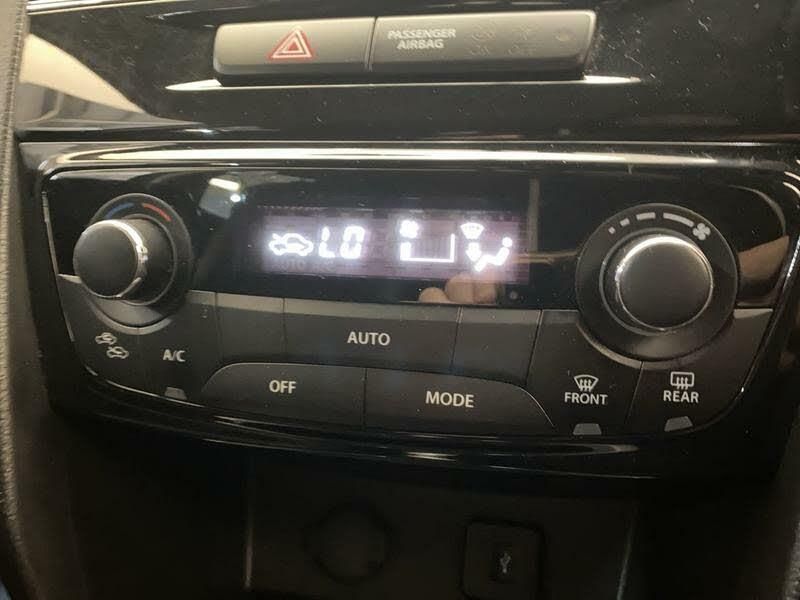 PASSENGER
AIRBAG
LO
A/C
AUTO
OFF
MODE
FRONT
REAR